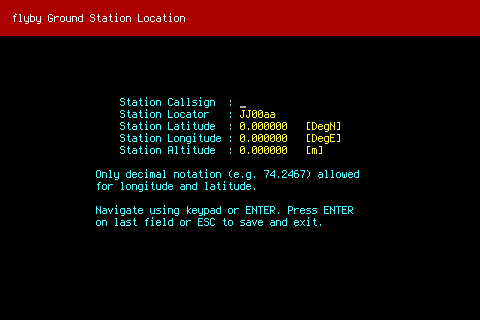 flyby Ground Station Location
Station Callsign  : _
Station Locator   : JJ00aa
Station Latitude  : 0.000000   [DegN]
Station Longitude : 0.000000   [DegE]
Station Altitude  : 0.000000   [m]
Only decimal notation (e.g. 74.2467) allowed
for longitude and latitude.
Navigate using keypad or ENTER. Press ENTER
on last field or ESC to save and exit.